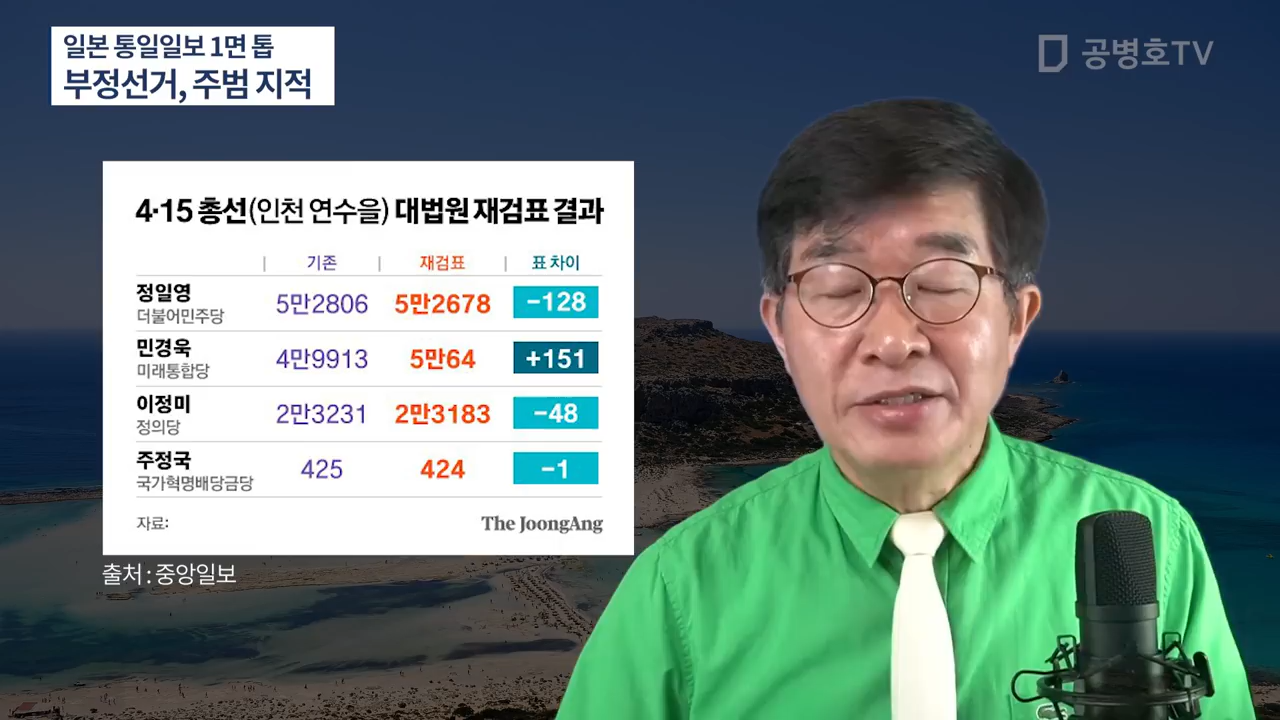 일본 통일일보 1면 톱
부정선거, 주범 지적
공병호TV
4·15 총선(인천 연수을) 대법원 재검표 결과
기존 재검표 표 차이
정일영 5만2806 5만2678 -128
더불어민주당
민경욱 4만9913 5만64 +151
미래통합당
이정미 2만3231 2만3183 -48
정의당
주정국 425 424 -1
국가혁명배당금당
자료: The JoongAng
출처 : 중앙일보